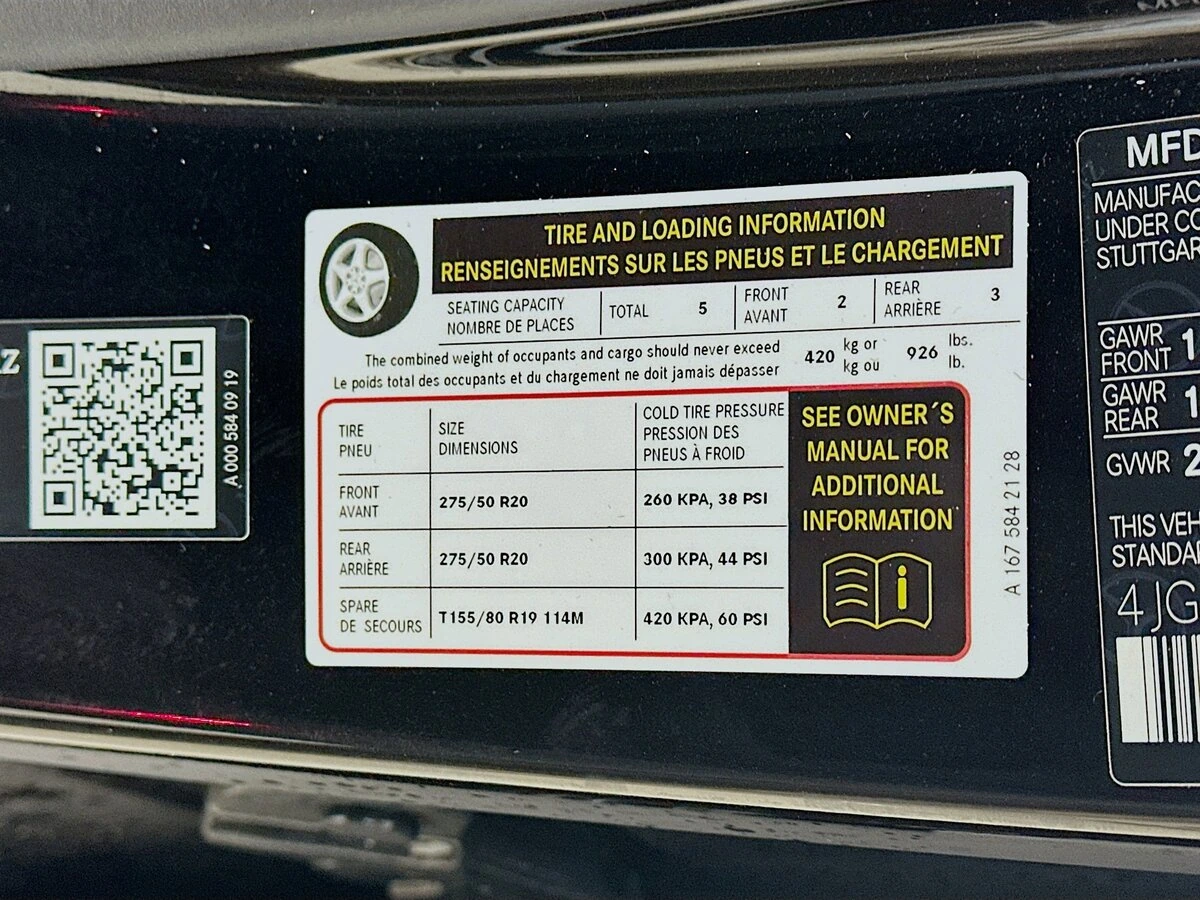 z
A 000 584 09 19
TIRE AND LOADING INFORMATION
RENSEIGNEMENTS SUR LES PNEUS ET LE CHARGEMENT
SEATING CAPACITY
NOMBRE DE PLACES
TOTAL 5
FRONT
AVANT
2
REAR
ARRIÈRE
3
The combined weight of occupants and cargo should never exceed
Le poids total des occupants et du chargement ne doit jamais dépasser
420
kg or
kg ou
926
lbs.
lb.
TIRE
PNEU
SIZE
DIMENSIONS
COLD TIRE PRESSURE
PRESSION DES
PNEUS À FROID
FRONT
AVANT
275/50 R20
260 KPA, 38 PSI
REAR
ARRIÈRE
275/50 R20
300 KPA, 44 PSI
SPARE
DE SECOURS
T155/80 R19 114M
420 KPA, 60 PSI
SEE OWNER´S
MANUAL FOR
ADDITIONAL
INFORMATION
A 167 584 21 28
MFD
MANUFAC
UNDER CO
STUTTGAR
GAWR
FRONT
1
GAWR
REAR
1
GVWR 2
THIS VEH
STANDA
4JG